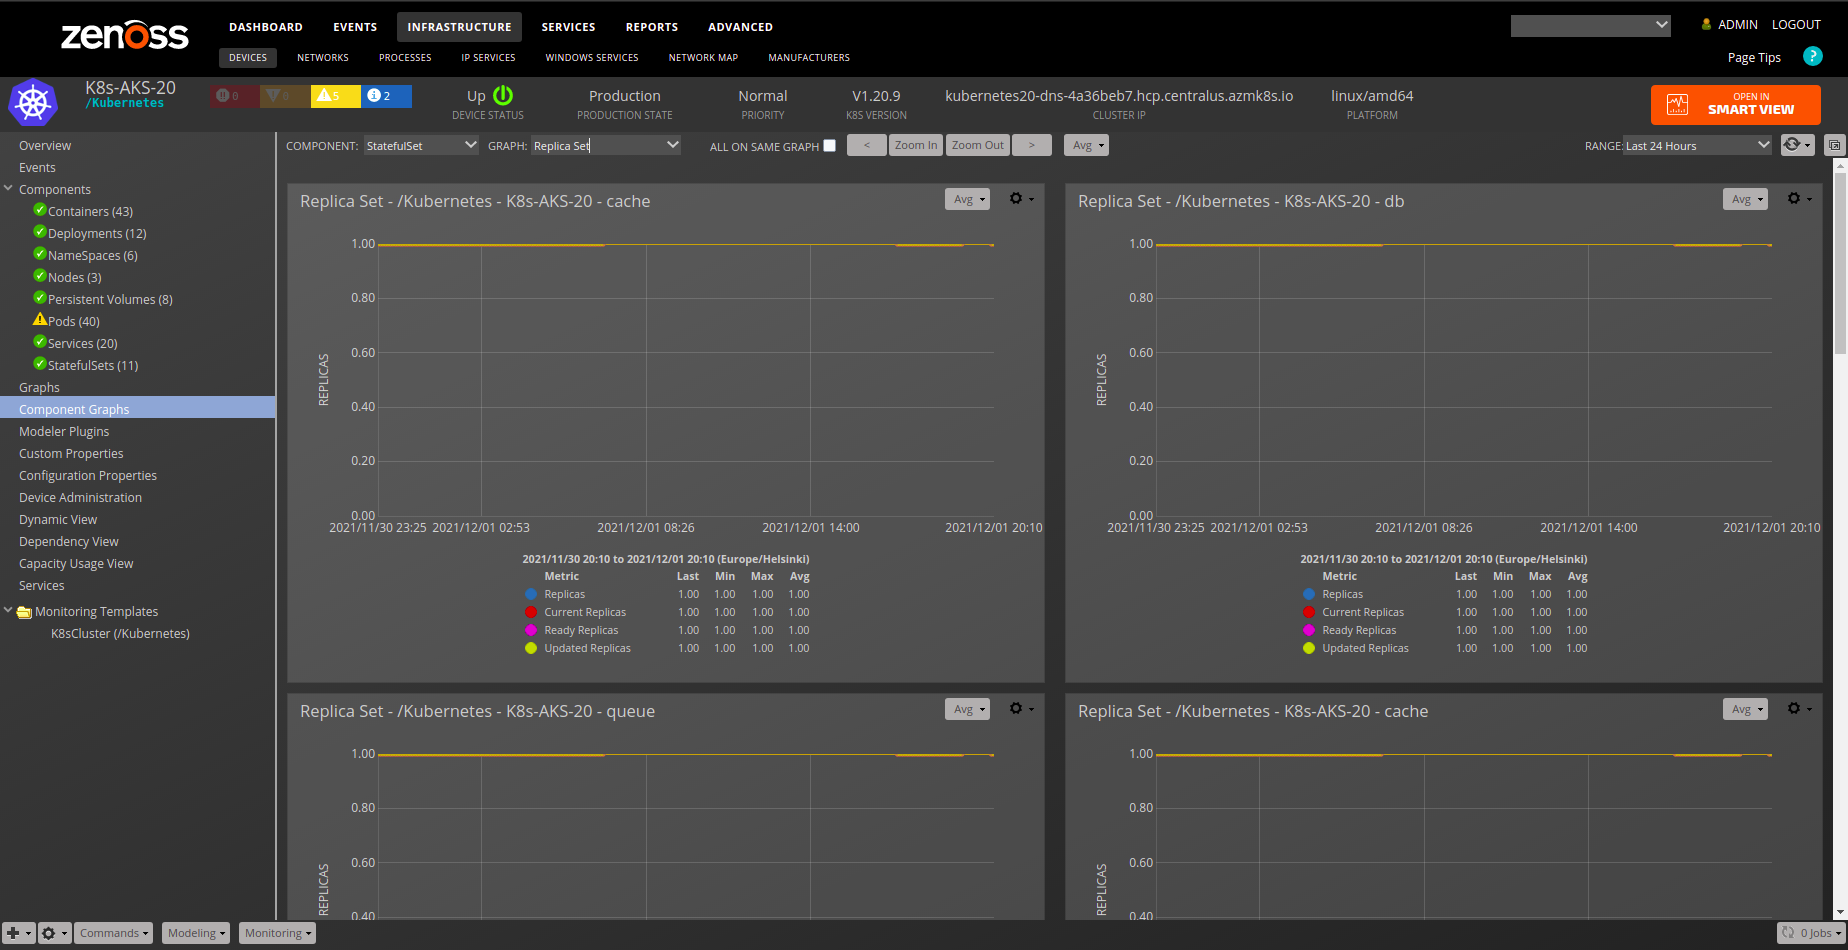 zenoss
DASHBOARD EVENTS INFRASTRUCTURE SERVICES REPORTS ADVANCED
ADMIN LOGOUT
DEVICES NETWORKS PROCESSES IP SERVICES WINDOWS SERVICES NETWORK MAP MANUFACTURERS
Page Tips ?
K8s-AKS-20
/Kubernetes
0 0 5 2
Up
DEVICE STATUS
Production
PRODUCTION STATE
Normal
PRIORITY
V1.20.9
K8S VERSION
kubernetes20-dns-4a36beb7.hcp.centralus.azmk8s.io
CLUSTER IP
linux/amd64
PLATFORM
OPEN IN
SMART VIEW
Overview
Events
Components
Containers (43)
Deployments (12)
NameSpaces (6)
Nodes (3)
Persistent Volumes (8)
Pods (40)
Services (20)
StatefulSets (11)
Graphs
Component Graphs
Modeler Plugins
Custom Properties
Configuration Properties
Device Administration
Dynamic View
Dependency View
Capacity Usage View
Services
Monitoring Templates
K8sCluster (/Kubernetes)
COMPONENT: StatefulSet GRAPH: Replica Set ALL ON SAME GRAPH < Zoom In Zoom Out > Avg RANGE: Last 24 Hours
Replica Set - /Kubernetes - K8s-AKS-20 - cache Avg
1.00
0.80
0.60
0.40
0.20
0.00
REPLICAS
2021/11/30 23:25 2021/12/01 02:53 2021/12/01 08:26 2021/12/01 14:00 2021/12/01 20:10
2021/11/30 20:10 to 2021/12/01 20:10 (Europe/Helsinki)
Metric Last Min Max Avg
Replicas 1.00 1.00 1.00 1.00
Current Replicas 1.00 1.00 1.00 1.00
Ready Replicas 1.00 1.00 1.00 1.00
Updated Replicas 1.00 1.00 1.00 1.00
Replica Set - /Kubernetes - K8s-AKS-20 - db Avg
1.00
0.80
0.60
0.40
0.20
0.00
REPLICAS
2021/11/30 23:25 2021/12/01 02:53 2021/12/01 08:26 2021/12/01 14:00 2021/12/01 20:10
2021/11/30 20:10 to 2021/12/01 20:10 (Europe/Helsinki)
Metric Last Min Max Avg
Replicas 1.00 1.00 1.00 1.00
Current Replicas 1.00 1.00 1.00 1.00
Ready Replicas 1.00 1.00 1.00 1.00
Updated Replicas 1.00 1.00 1.00 1.00
Replica Set - /Kubernetes - K8s-AKS-20 - queue Avg
1.00
0.80
0.60
0.40
REPLICAS
Replica Set - /Kubernetes - K8s-AKS-20 - cache Avg
1.00
0.80
0.60
0.40
REPLICAS
Commands Modeling Monitoring 0 Jobs